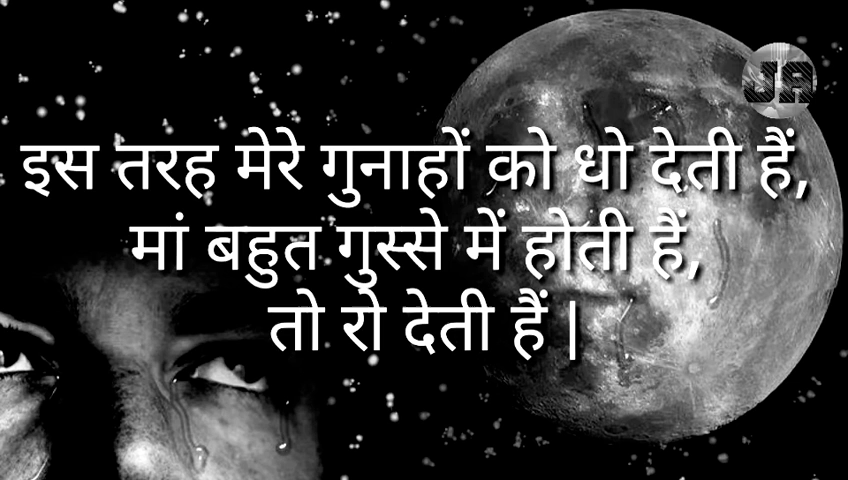 JA
इस तरह मेरे गुनाहों को धो देती हैं,
मां बहुत गुस्से में होती हैं,
तो रो देती हैं |